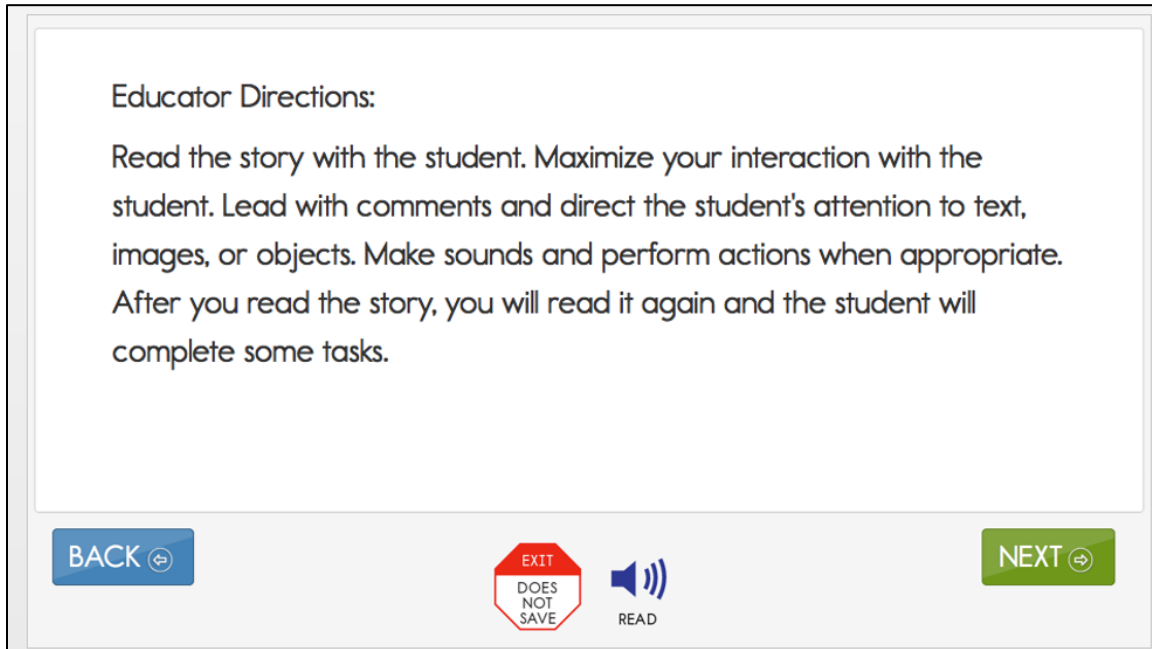 Educator Directions:
Read the story with the student. Maximize your interaction with the
student. Lead with comments and direct the student's attention to text,
images, or objects. Make sounds and perform actions when appropriate.
After you read the story, you will read it again and the student will
complete some tasks.
BACK
EXIT
DOES
NOT
SAVE
READ
NEXT